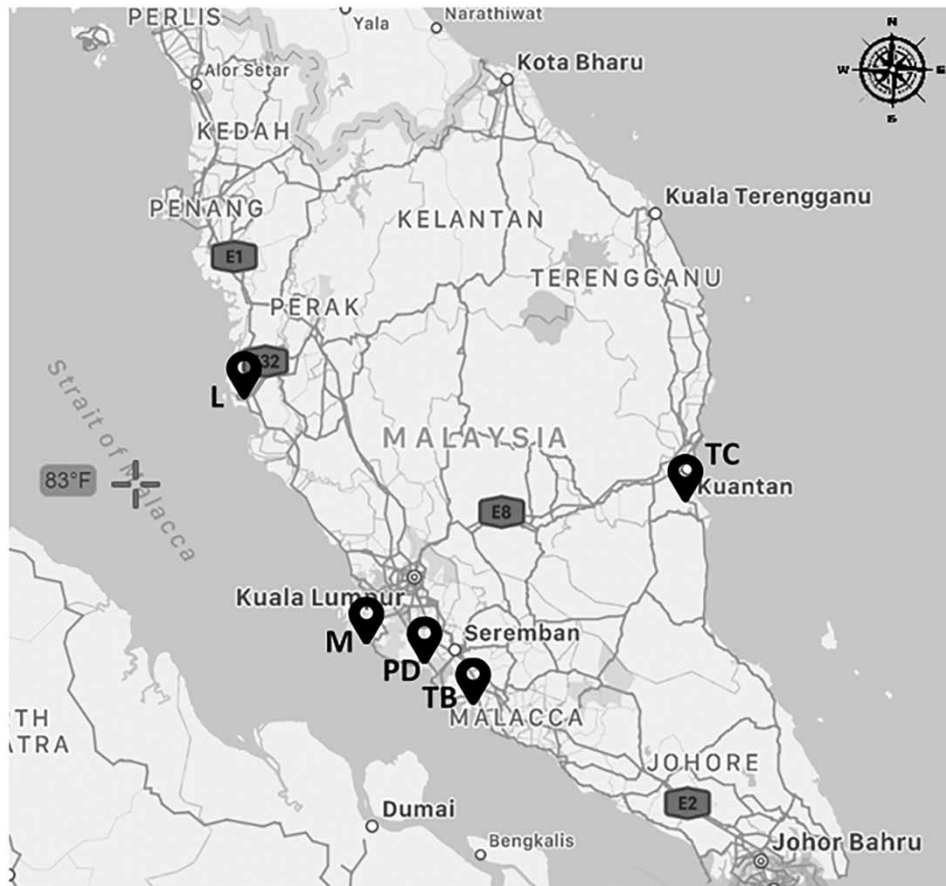 PERLIS
Yala
Narathiwat
N
W
E
S
Alor Setar
Kota Bharu
KEDAH
PENANG
KELANTAN
Kuala Terengganu
E1
TERENGGANU
PERAK
32
L
Strait of Malacca
MALAYSIA
TC
83°F
Kuantan
E8
Kuala Lumpur
M
Seremban
PD
TB
MALACCA
TH
ATRA
JOHORE
E2
Dumai
Bengkalis
Johor Bahru